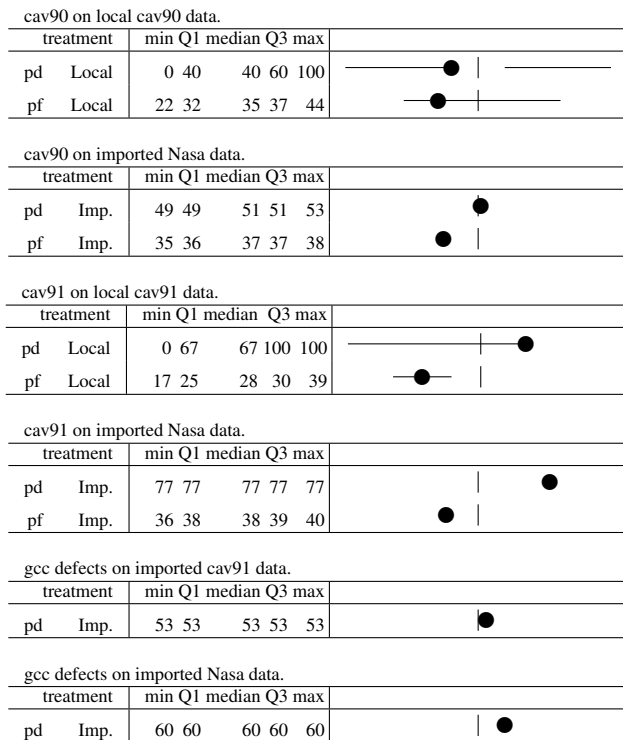 cav90 on local cav90 data.
treatment min Q1 median Q3 max
pd Local 0 40 40 60 100
pf Local 22 32 35 37 44
cav90 on imported Nasa data.
treatment min Q1 median Q3 max
pd Imp. 49 49 51 51 53
pf Imp. 35 36 37 37 38
cav91 on local cav91 data.
treatment min Q1 median Q3 max
pd Local 0 67 67 100 100
pf Local 17 25 28 30 39
cav91 on imported Nasa data.
treatment min Q1 median Q3 max
pd Imp. 77 77 77 77 77
pf Imp. 36 38 38 39 40
gcc defects on imported cav91 data.
treatment min Q1 median Q3 max
pd Imp. 53 53 53 53 53
gcc defects on imported Nasa data.
treatment min Q1 median Q3 max
pd Imp. 60 60 60 60 60